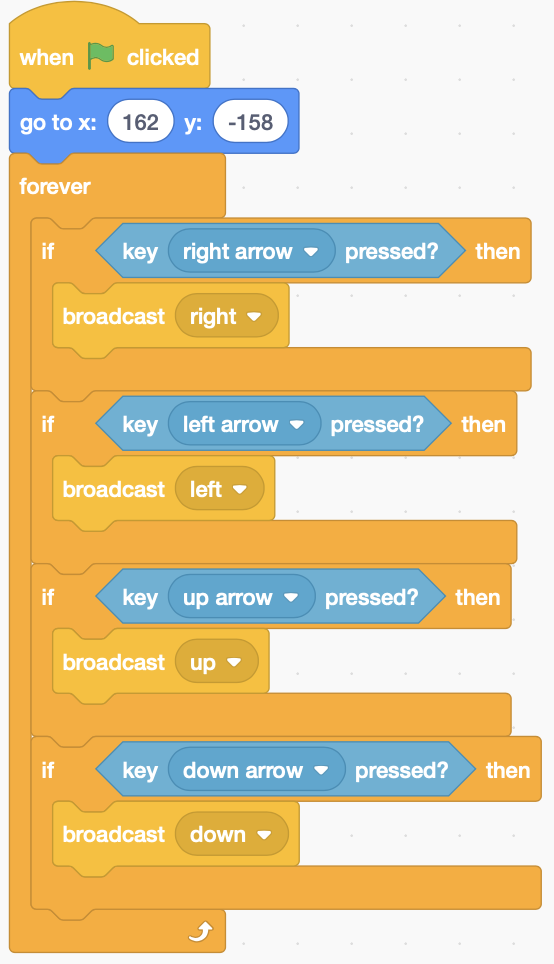 when clicked
go to x: 162 y: -158
forever
if key right arrow pressed? then
broadcast right
if key left arrow pressed? then
broadcast left
if key up arrow pressed? then
broadcast up
if key down arrow pressed? then
broadcast down